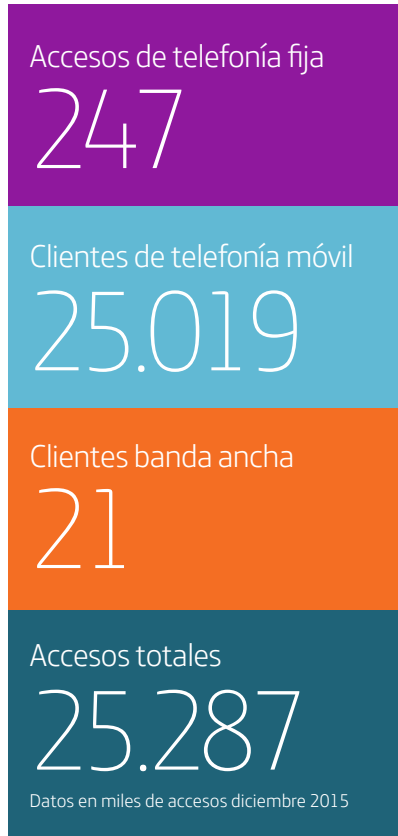 Accesos de telefonía fija
247
Clientes de telefonía móvil
25.019
Clientes banda ancha
21
Accesos totales
25.287
Datos en miles de accesos diciembre 2015